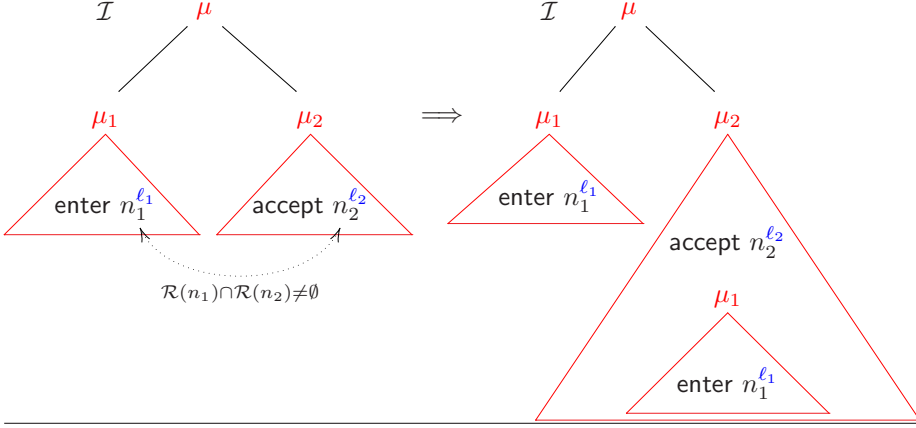 ℐ μ ℐ μ
μ₁ μ₂ ⟹ μ₁ μ₂
enter n₁^ℓ₁ accept n₂^ℓ₂ enter n₁^ℓ₁
accept n₂^ℓ₂
ℛ(n₁)∩ℛ(n₂)≠∅
μ₁
enter n₁^ℓ₁